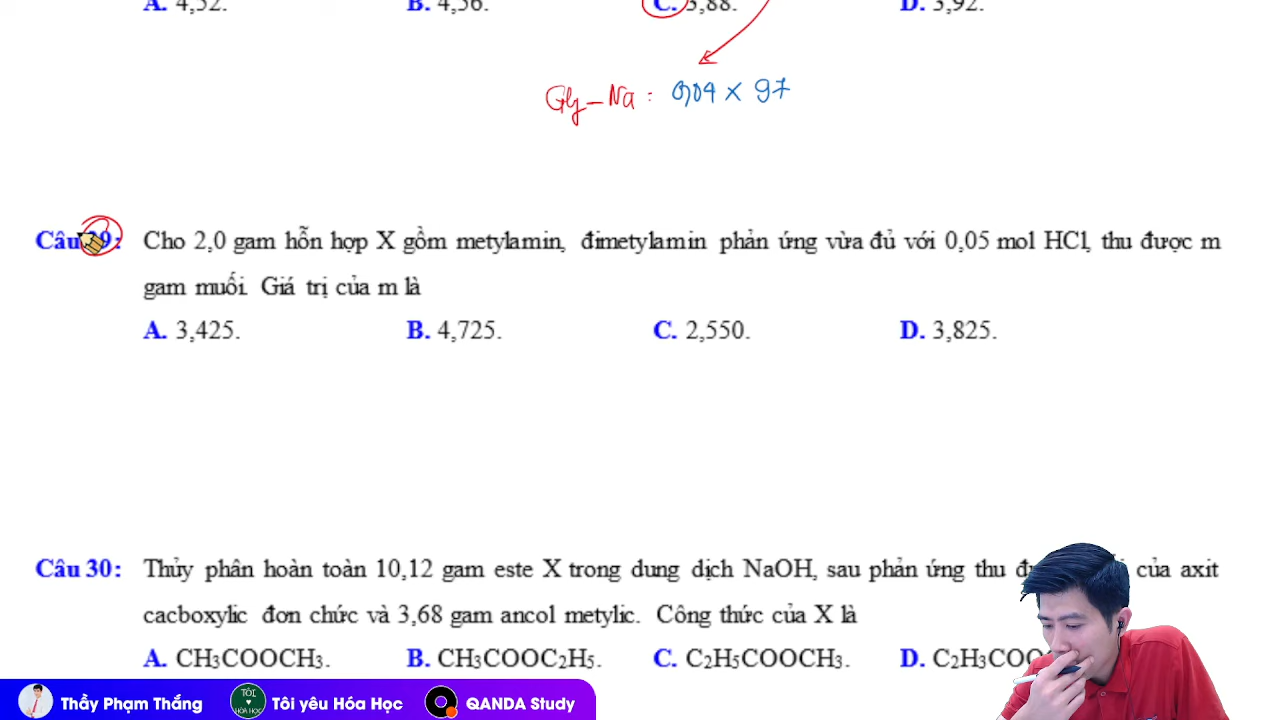 A. 4,52. B. 4,56. C. 3,88. D. 3,92.
Gly-Na: 0,04 × 97
Câu 29: Cho 2,0 gam hỗn hợp X gồm metylamin, đimetylamin phản ứng vừa đủ với 0,05 mol HCl, thu được m
gam muối. Giá trị của m là
A. 3,425. B. 4,725. C. 2,550. D. 3,825.
Câu 30: Thủy phân hoàn toàn 10,12 gam este X trong dung dịch NaOH, sau phản ứng thu của axit
cacboxylic đơn chức và 3,68 gam ancol metylic. Công thức của X là
A. CH3COOCH3. B. CH3COOC2H5. C. C2H5COOCH3. D.
Thầy Phạm Thắng TÔI ♥ HÓA HỌC Tôi yêu Hóa Học QANDA Study